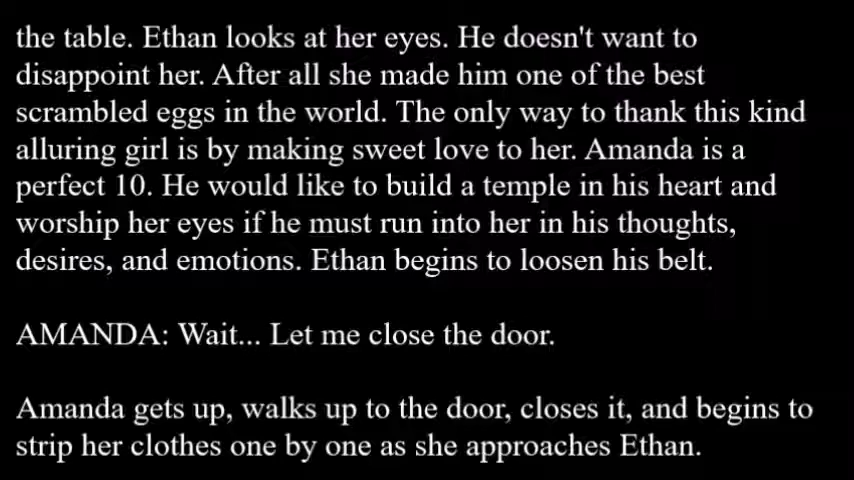 the table. Ethan looks at her eyes. He doesn't want to
disappoint her. After all she made him one of the best
scrambled eggs in the world. The only way to thank this kind
alluring girl is by making sweet love to her. Amanda is a
perfect 10. He would like to build a temple in his heart and
worship her eyes if he must run into her in his thoughts,
desires, and emotions. Ethan begins to loosen his belt.
AMANDA: Wait... Let me close the door.
Amanda gets up, walks up to the door, closes it, and begins to
strip her clothes one by one as she approaches Ethan.